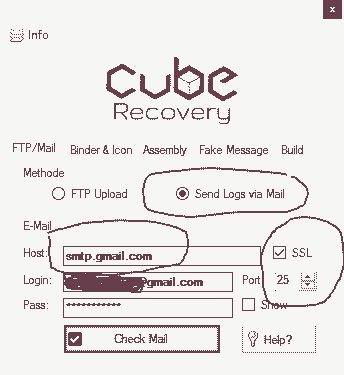 x
Info
cube
Recovery
FTP/Mail Binder & Icon Assembly Fake Message Build
Methode
FTP Upload Send Logs via Mail
E-Mail
Host: smtp.gmail.com SSL
Login: @gmail.com Port 25
Pass: *********** Show
Check Mail Help?